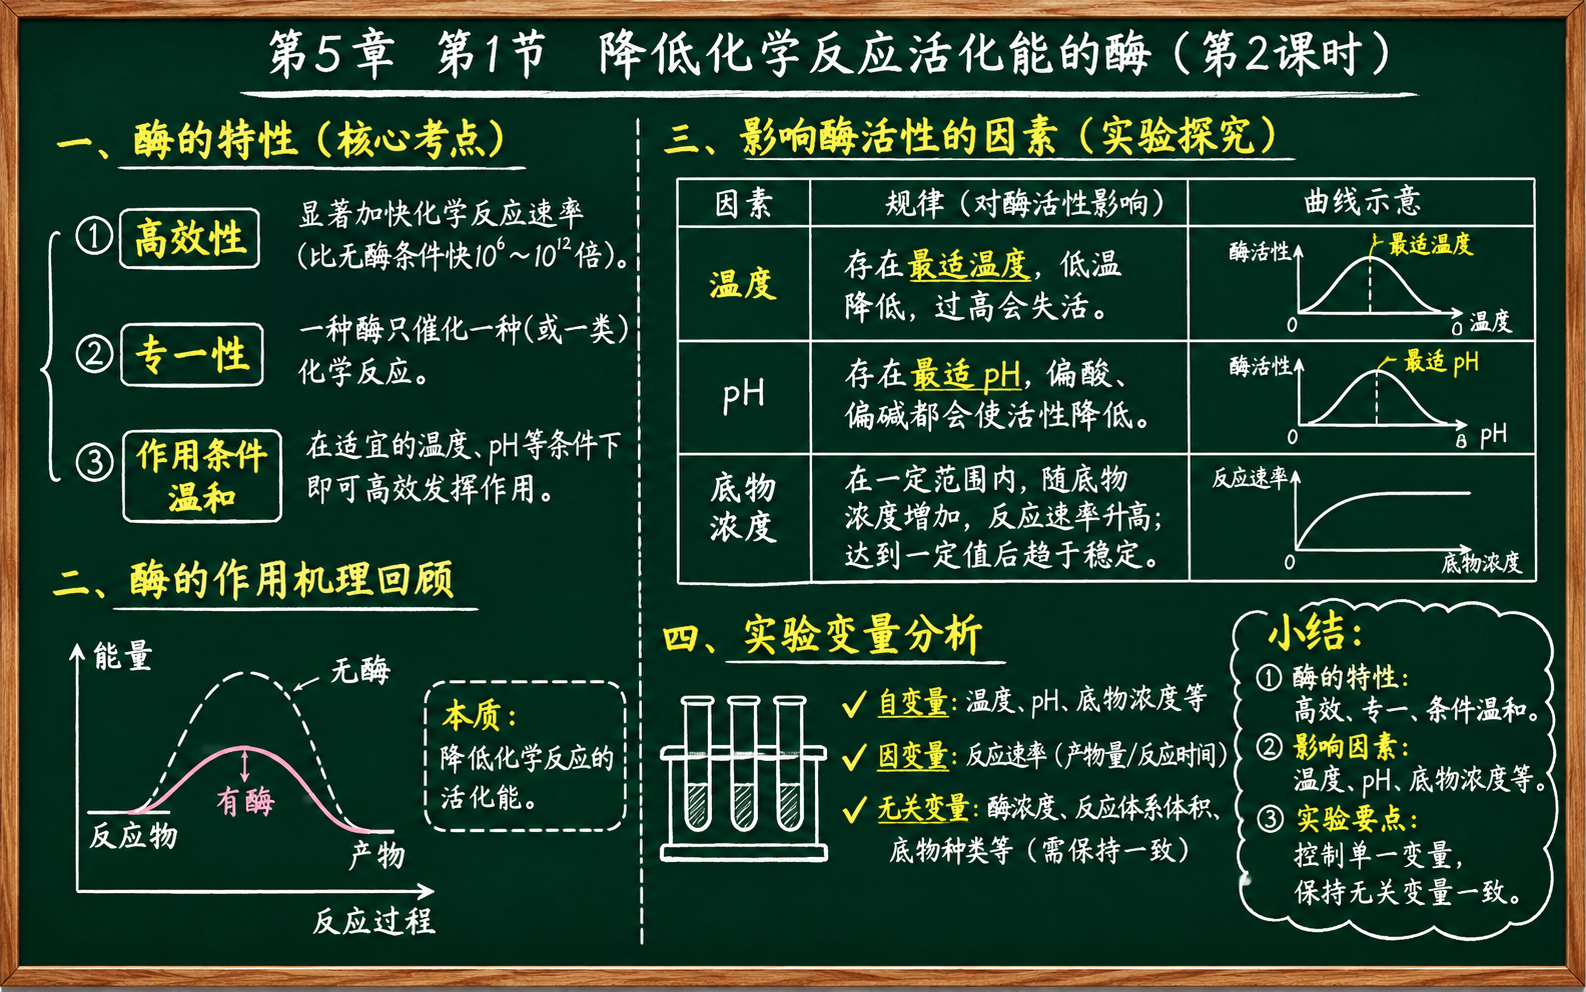 第5章 第1节 降低化学反应活化能的酶（第2课时）
一、酶的特性（核心考点）
① 高效性
显著加快化学反应速率
(比无酶条件快10⁶～10¹²倍)。
② 专一性
一种酶只催化一种(或一类)
化学反应。
③ 作用条件
温和
在适宜的温度、pH等条件下
即可高效发挥作用。
二、酶的作用机理回顾
能量
无酶
有酶
反应物
产物
反应过程
本质：
降低化学反应的
活化能。
三、影响酶活性的因素（实验探究）
因素
规律（对酶活性影响）
曲线示意
温度
存在最适温度，低温
降低，过高会失活。
酶活性
最适温度
0
0 温度
pH
存在最适 pH，偏酸、
偏碱都会使活性降低。
酶活性
最适 pH
0
8 pH
底物
浓度
在一定范围内，随底物
浓度增加，反应速率升高；
达到一定值后趋于稳定。
反应速率
0
底物浓度
四、实验变量分析
✓ 自变量：温度、pH、底物浓度等
✓ 因变量：反应速率（产物量/反应时间）
✓ 无关变量：酶浓度、反应体系体积、
底物种类等（需保持一致）
小结：
① 酶的特性：
高效、专一、条件温和。
② 影响因素：
温度、pH、底物浓度等。
③ 实验要点：
控制单一变量，
保持无关变量一致。